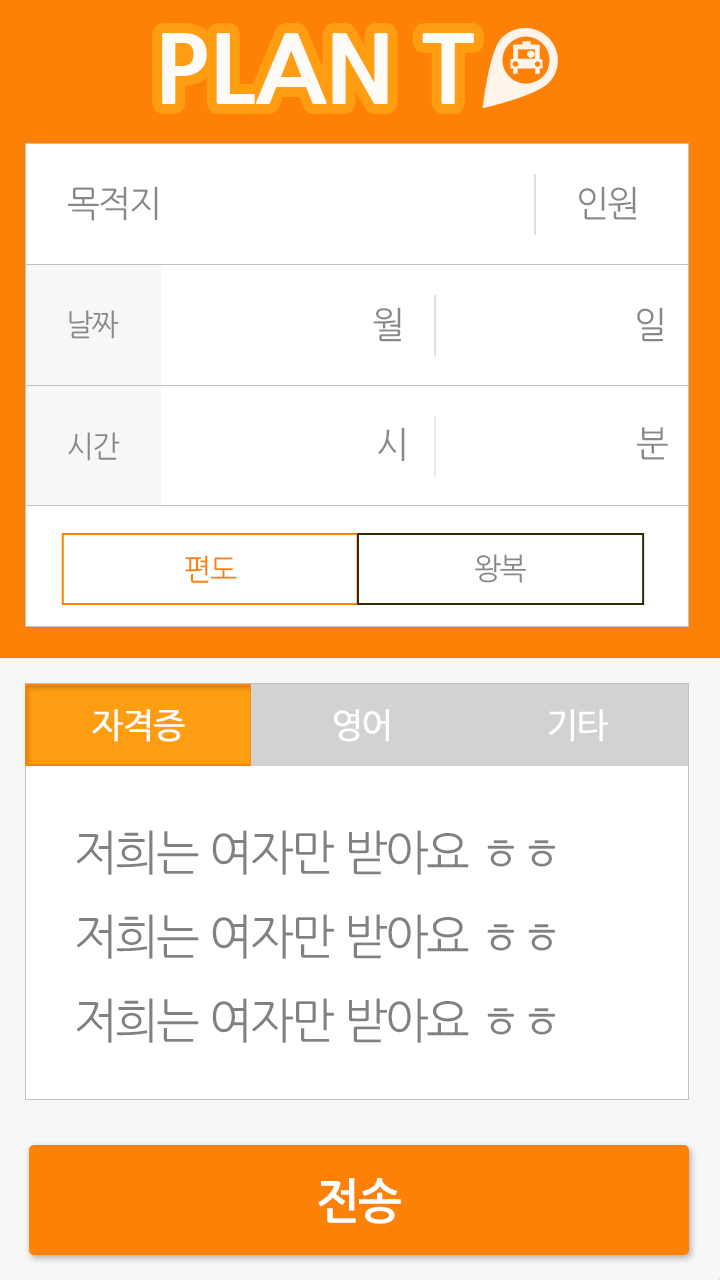 PLAN T
목적지 인원
날짜 월 일
시간 시 분
편도 왕복
자격증 영어 기타
저희는 여자만 받아요 ㅎㅎ
저희는 여자만 받아요 ㅎㅎ
저희는 여자만 받아요 ㅎㅎ
전송